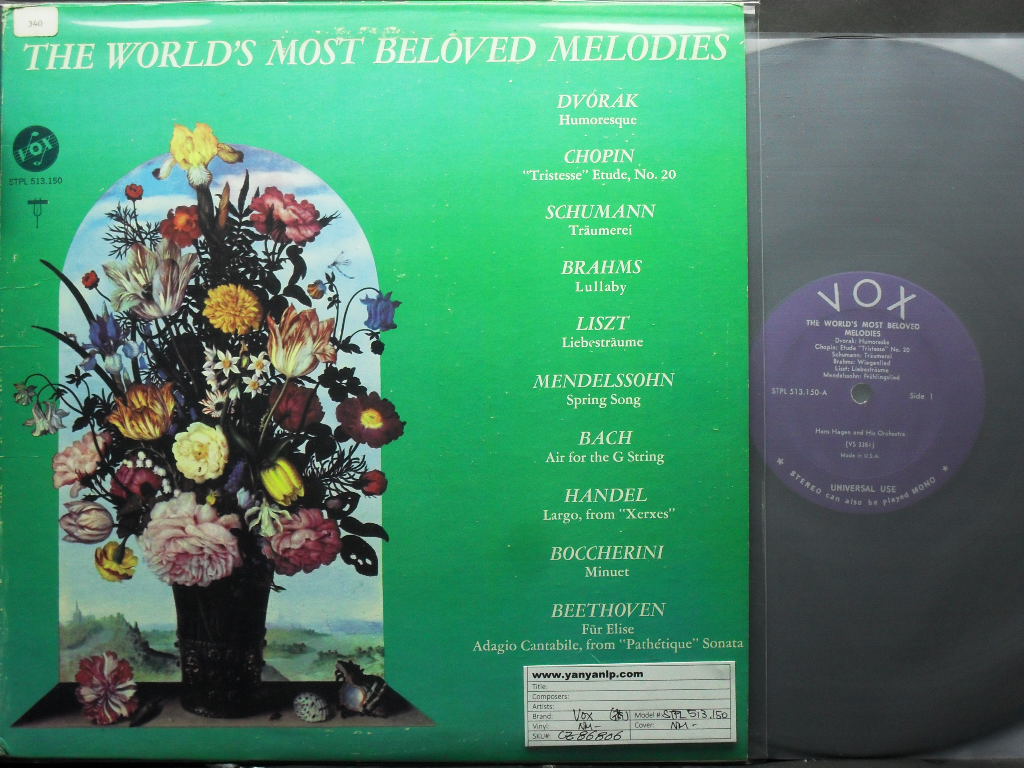 340
THE WORLD'S MOST BELOVED MELODIES
VOX
STPL 513.150
DVÓRAK
Humoresque
CHOPIN
"Tristesse" Etude, No. 20
SCHUMANN
Träumerei
BRAHMS
Lullaby
LISZT
Liebesträume
MENDELSSOHN
Spring Song
BACH
Air for the G String
HANDEL
Largo, from "Xerxes"
BOCCHERINI
Minuet
BEETHOVEN
Für Elise
Adagio Cantabile, from "Pathétique" Sonata
www.yanyanlp.com
Title:
Composers:
Artists:
Brand: Vox Model #: STPL 513,150
Vinyl: NM- Cover: NM-
SKU#: CZ86806
VOX
THE WORLD'S MOST BELOVED
MELODIES
Dvorak: Humoreske
Chopin: Etude "Tristesse" No. 20
Schumann: Träumerei
Brahms: Wiegenlied
Liszt: Liebesträume
Mendelssohn: Frühlingslied
STPL 513.150-A
Side 1
Hans Hagen and His Orchestra
Made in U.S.A.
UNIVERSAL USE
★ STEREO can also be played MONO ★